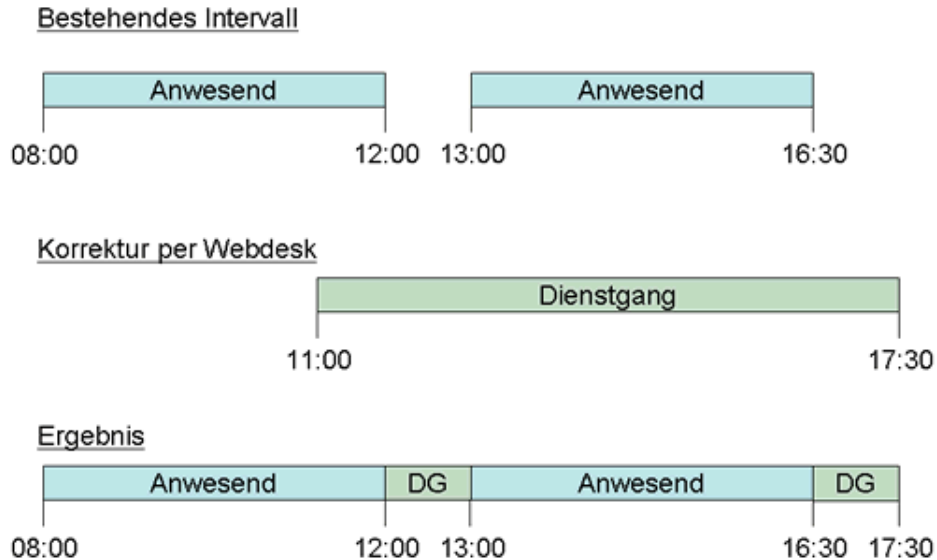 Bestehendes Intervall
Anwesend Anwesend
08:00 12:00 13:00 16:30
Korrektur per Webdesk
Dienstgang
11:00 17:30
Ergebnis
Anwesend DG Anwesend DG
08:00 12:00 13:00 16:30 17:30